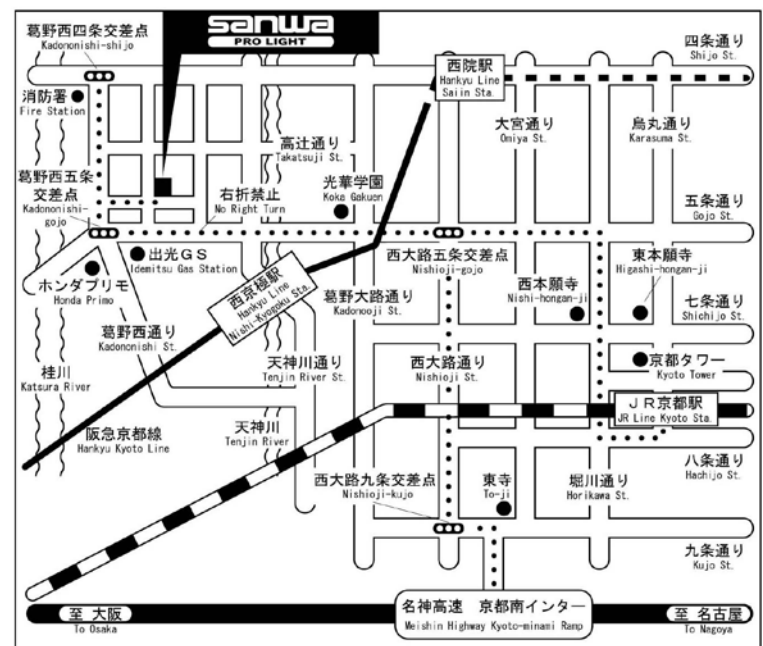 sanwa
PRO LIGHT
葛野西四条交差点
Kadononishi-shijo
四条通り
Shijo St.
西院駅
Hankyu Line
Saiin Sta.
消防署
Fire Station
高辻通り
Takatsuji St.
大宮通り
Omiya St.
烏丸通り
Karasuma St.
葛野西五条
交差点
Kadononishi-
gojo
右折禁止
No Right Turn
光華学園
Koka Gakuen
五条通り
Gojo St.
出光GS
Idemitsu Gas Station
西大路五条交差点
Nishioji-gojo
東本願寺
Higashi-hongan-ji
ホンダプリモ
Honda Primo
西京極駅
Hankyu Line
Nishi-Kyogoku Sta.
葛野大路通り
Kadonooji St.
西本願寺
Nishi-hongan-ji
七条通り
Shichijo St.
葛野西通り
Kadononishi St.
桂川
Katsura River
天神川通り
Tenjin River St.
西大路通り
Nishioji St.
京都タワー
Kyoto Tower
JR京都駅
JR Line Kyoto Sta.
阪急京都線
Hankyu Kyoto Line
天神川
Tenjin River
八条通り
Hachijo St.
西大路九条交差点
Nishioji-kujo
東寺
To-ji
堀川通り
Horikawa St.
九条通り
Kujo St.
名神高速 京都南インター
Meishin Highway Kyoto-minami Ramp
至 大阪
To Osaka
至 名古屋
To Nagoya